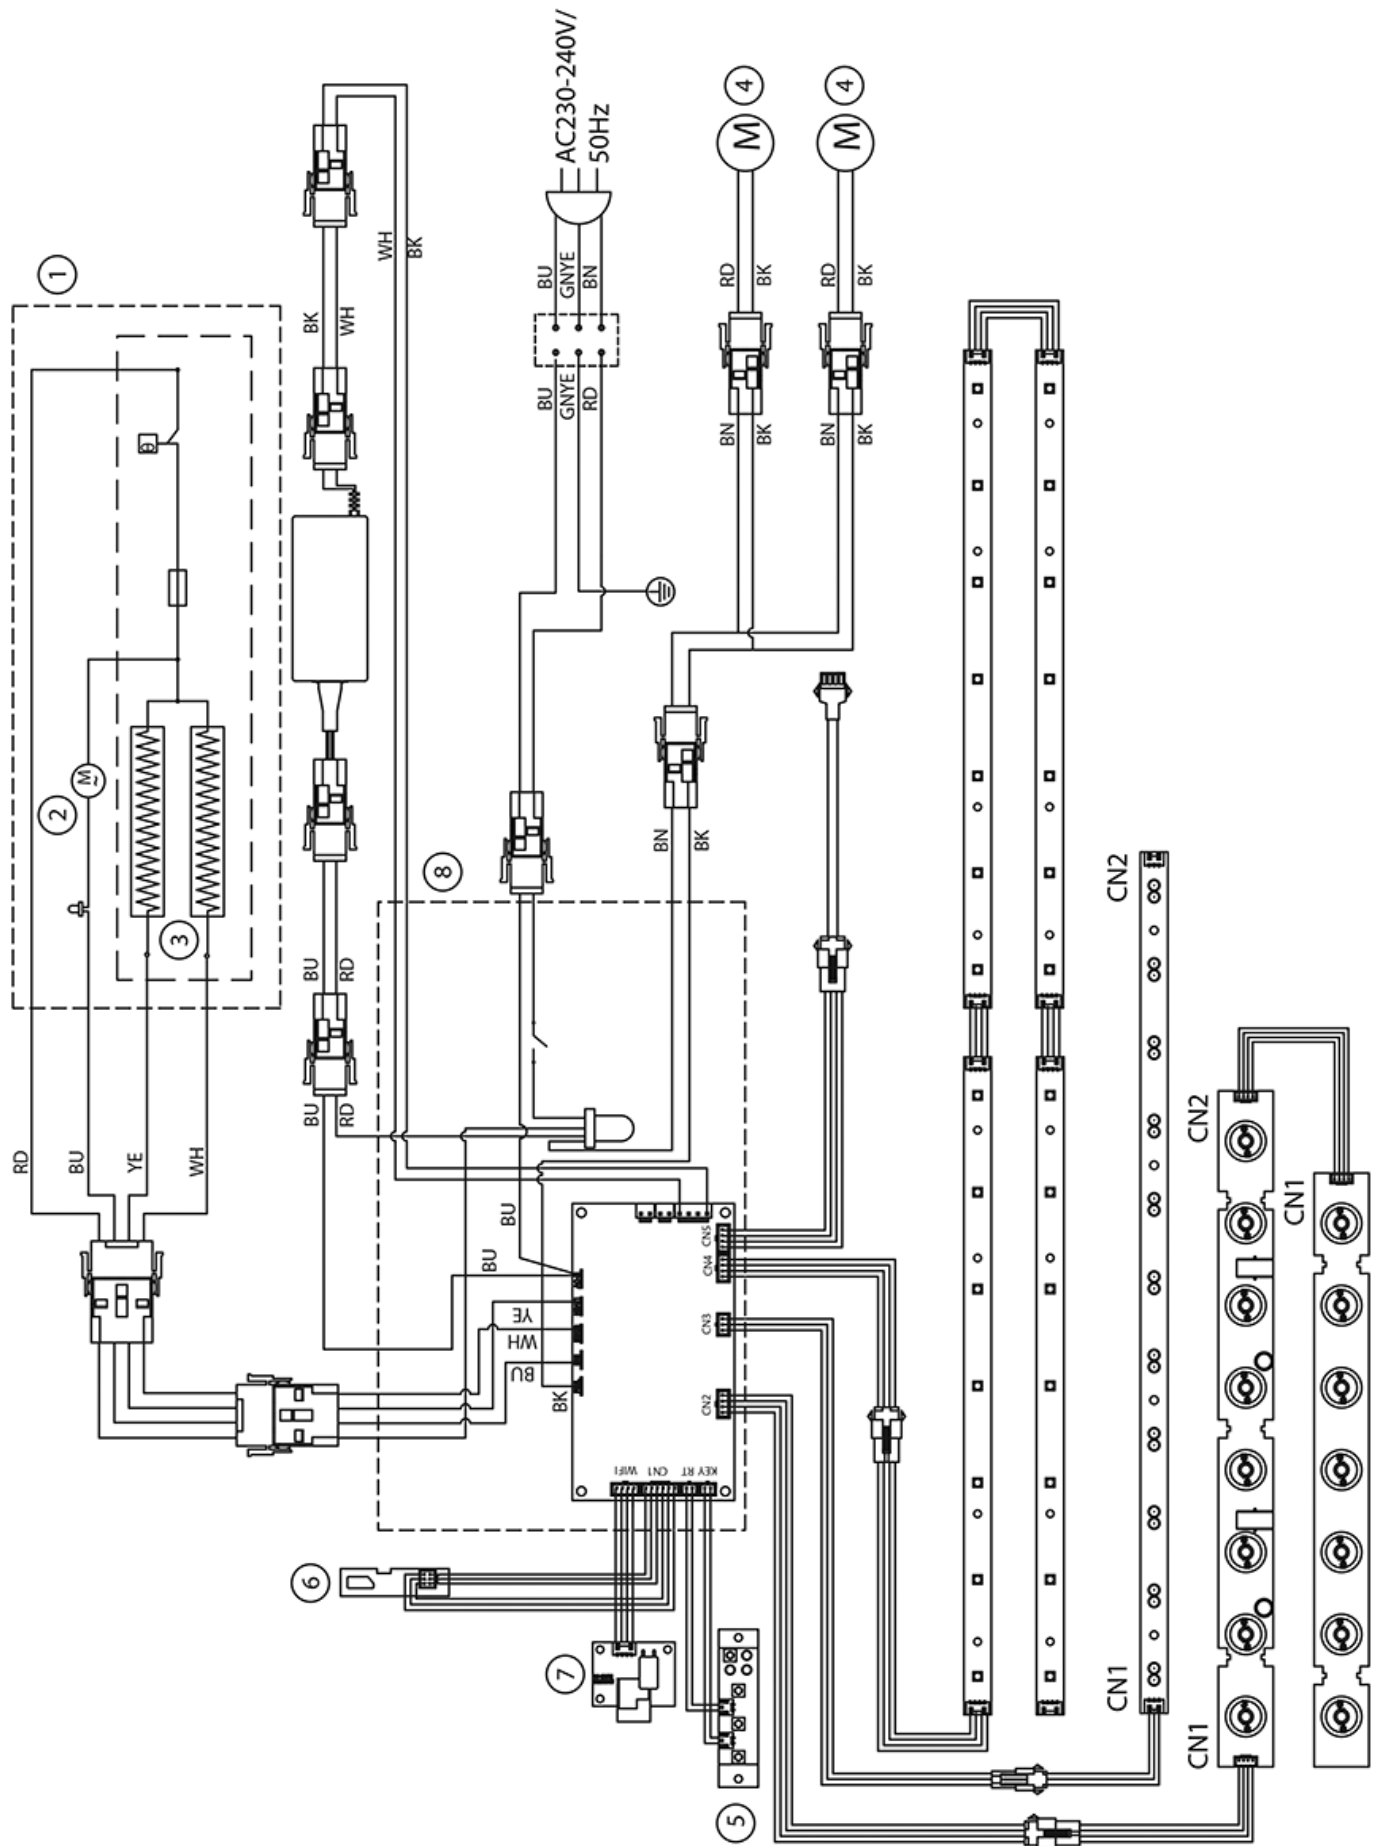 1
2
M
~
3
θ
RD
BU
YE
WH
BK
WH
WH
BK
BU
RD
BU
RD
AC230-240V/
50Hz
BU
GNYE
BN
BU
GNYE
RD
M
4
M
4
RD
BK
RD
BK
BN
BK
BN
BK
BN
BK
8
BU
BU
YE
WH
BU
BK
CN5
CN4
CN3
CN2
WIFI
CN1
RT
KEY
6
7
5
CN2
CN1
CN2
CN1
CN1